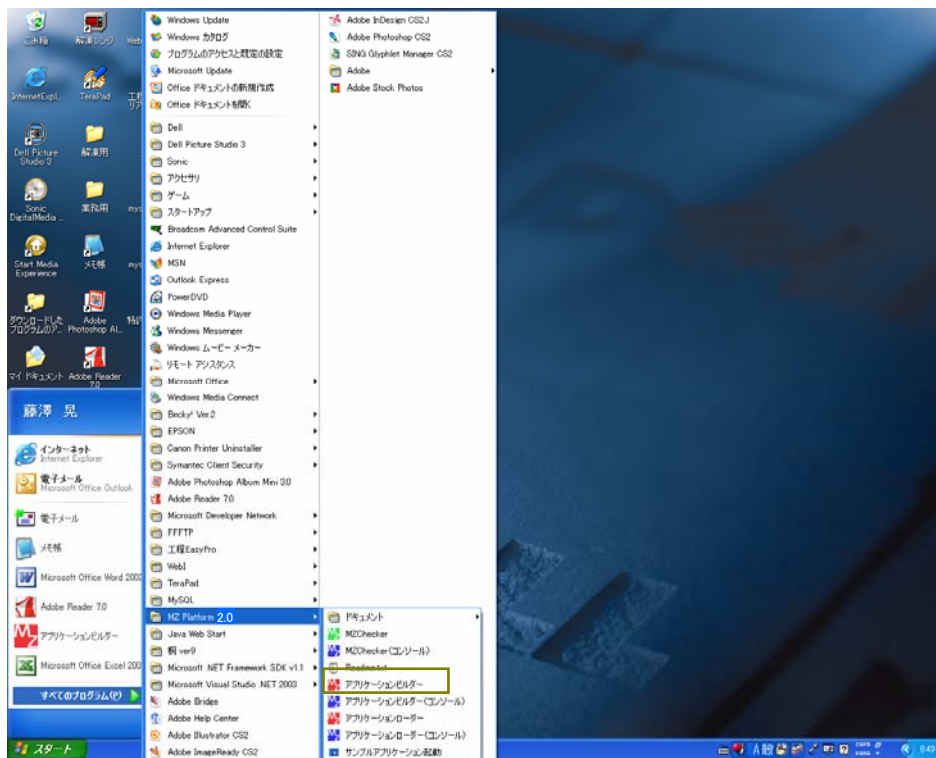 ごみ箱
解凍レンジ
Web
InternetExpl..
TeraPad
Dell Picture
Studio 3
解凍用
Sonic
DigitalMedia ...
業務用
mys
Start Media
Experience
メモ帳
mys
ダウンロードした
プログラムのア...
Adobe
Photoshop Al...
マイ ドキュメント
Adobe Reader
7.0
藤澤 晃
インターネット
Internet Explorer
電子メール
Microsoft Office Outlook
電子メール
メモ帳
Microsoft Office Word 2003
Adobe Reader 7.0
アプリケーションビルダー
Microsoft Office Excel 200
すべてのプログラム(P)
スタート
Windows Update
Windows カタログ
プログラムのアクセスと既定の設定
Microsoft Update
Office ドキュメントの新規作成
Office ドキュメントを開く
Dell
Dell Picture Studio 3
Sonic
アクセサリ
ゲーム
スタートアップ
Broadcom Advanced Control Suite
Internet Explorer
MSN
Outlook Express
PowerDVD
Windows Media Player
Windows Messenger
Windows ムービー メーカー
リモート アシスタンス
Microsoft Office
Windows Media Connect
Becky! Ver.2
EPSON
Canon Printer Uninstaller
Symantec Client Security
Adobe Photoshop Album Mini 3.0
Adobe Reader 7.0
Microsoft Developer Network
FFFTP
工程EasyPro
WebI
TeraPad
MySQL
MZ Platform 2.0
Java Web Start
桐 ver9
Microsoft .NET Framework SDK v1.1
Microsoft Visual Studio .NET 2003
Adobe Bridge
Adobe Help Center
Adobe Illustrator CS2
Adobe ImageReady CS2
Adobe InDesign CS2J
Adobe Photoshop CS2
SING Glyphlet Manager CS2
Adobe
Adobe Stock Photos
ドキュメント
MZChecker
MZChecker(コンソール)
Readme.txt
アプリケーションビルダー
アプリケーションビルダー(コンソール)
アプリケーションローダー
アプリケーションローダー(コンソール)
サンプルアプリケーション起動
A 般
CAPS
KANA
8:49